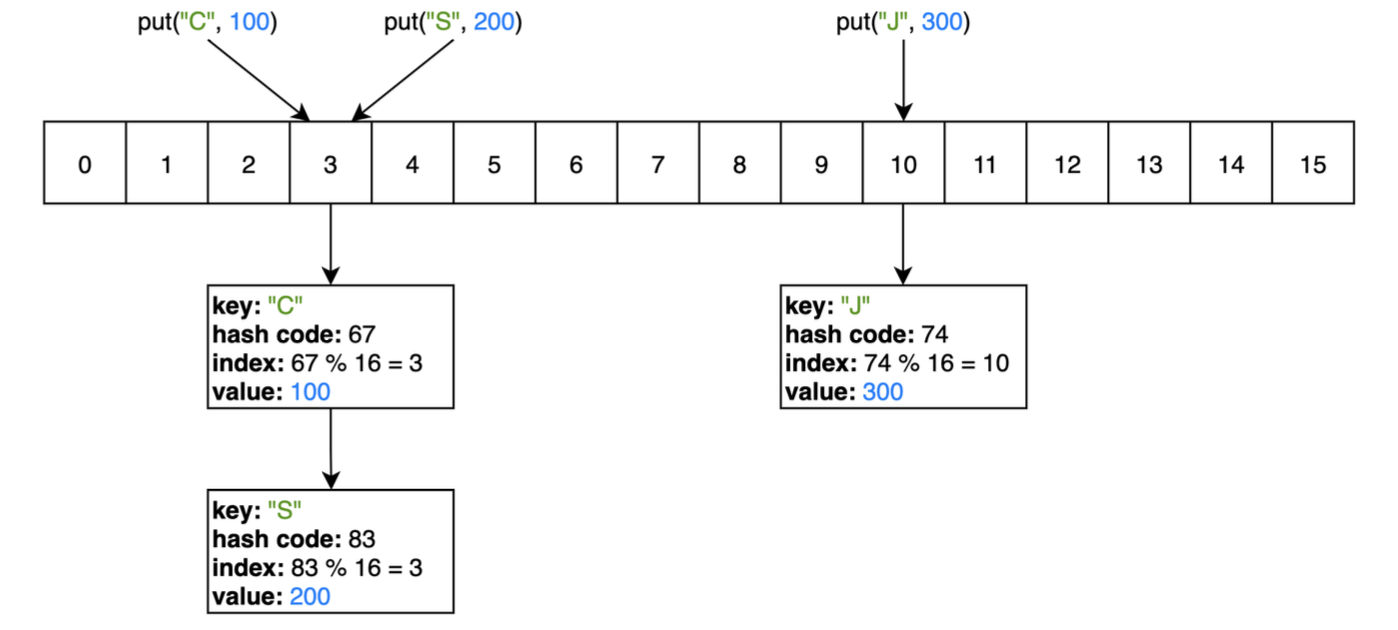 put("C", 100) put("S", 200) put("J", 300)
0 1 2 3 4 5 6 7 8 9 10 11 12 13 14 15
key: "C"
hash code: 67
index: 67 % 16 = 3
value: 100
key: "J"
hash code: 74
index: 74 % 16 = 10
value: 300
key: "S"
hash code: 83
index: 83 % 16 = 3
value: 200